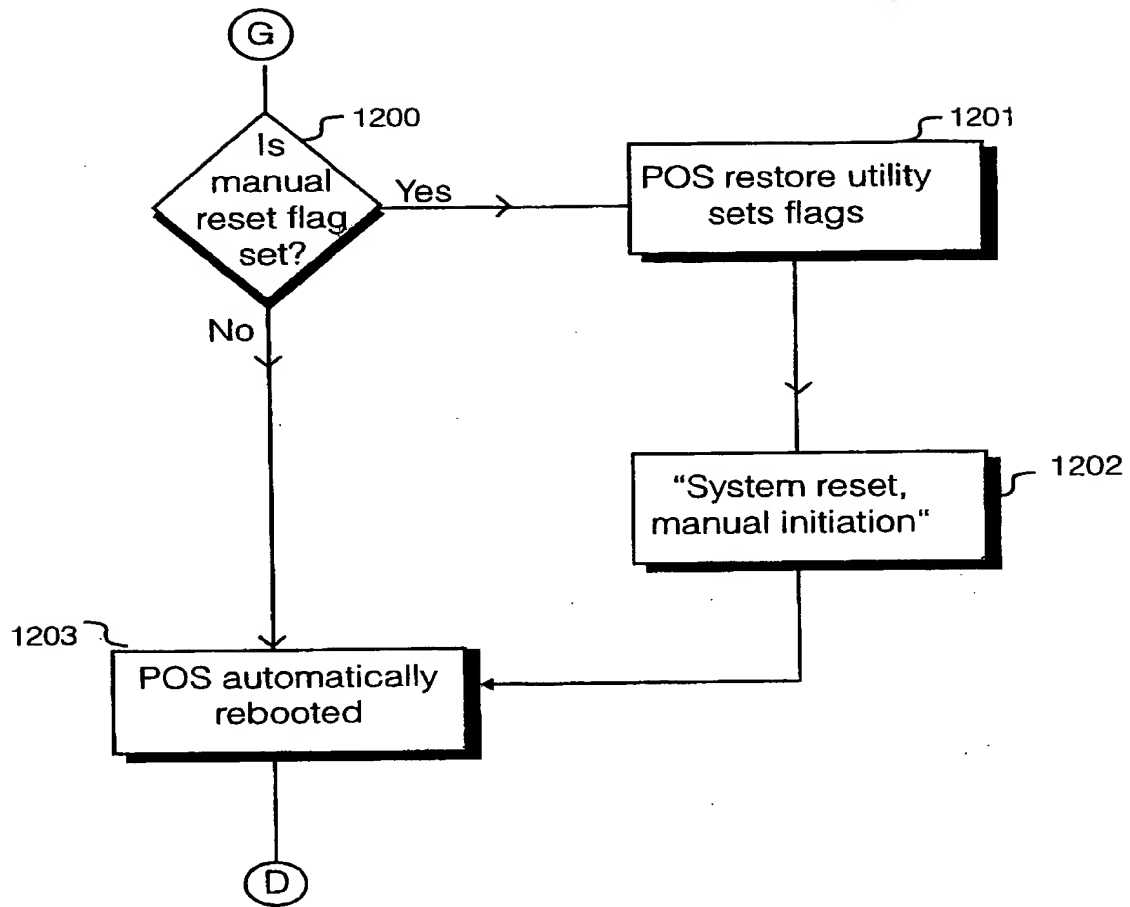 G
1200
Is
manual
reset flag
set?
Yes
No
1201
POS restore utility
sets flags
1202
“System reset,
manual initiation“
1203
POS automatically
rebooted
D